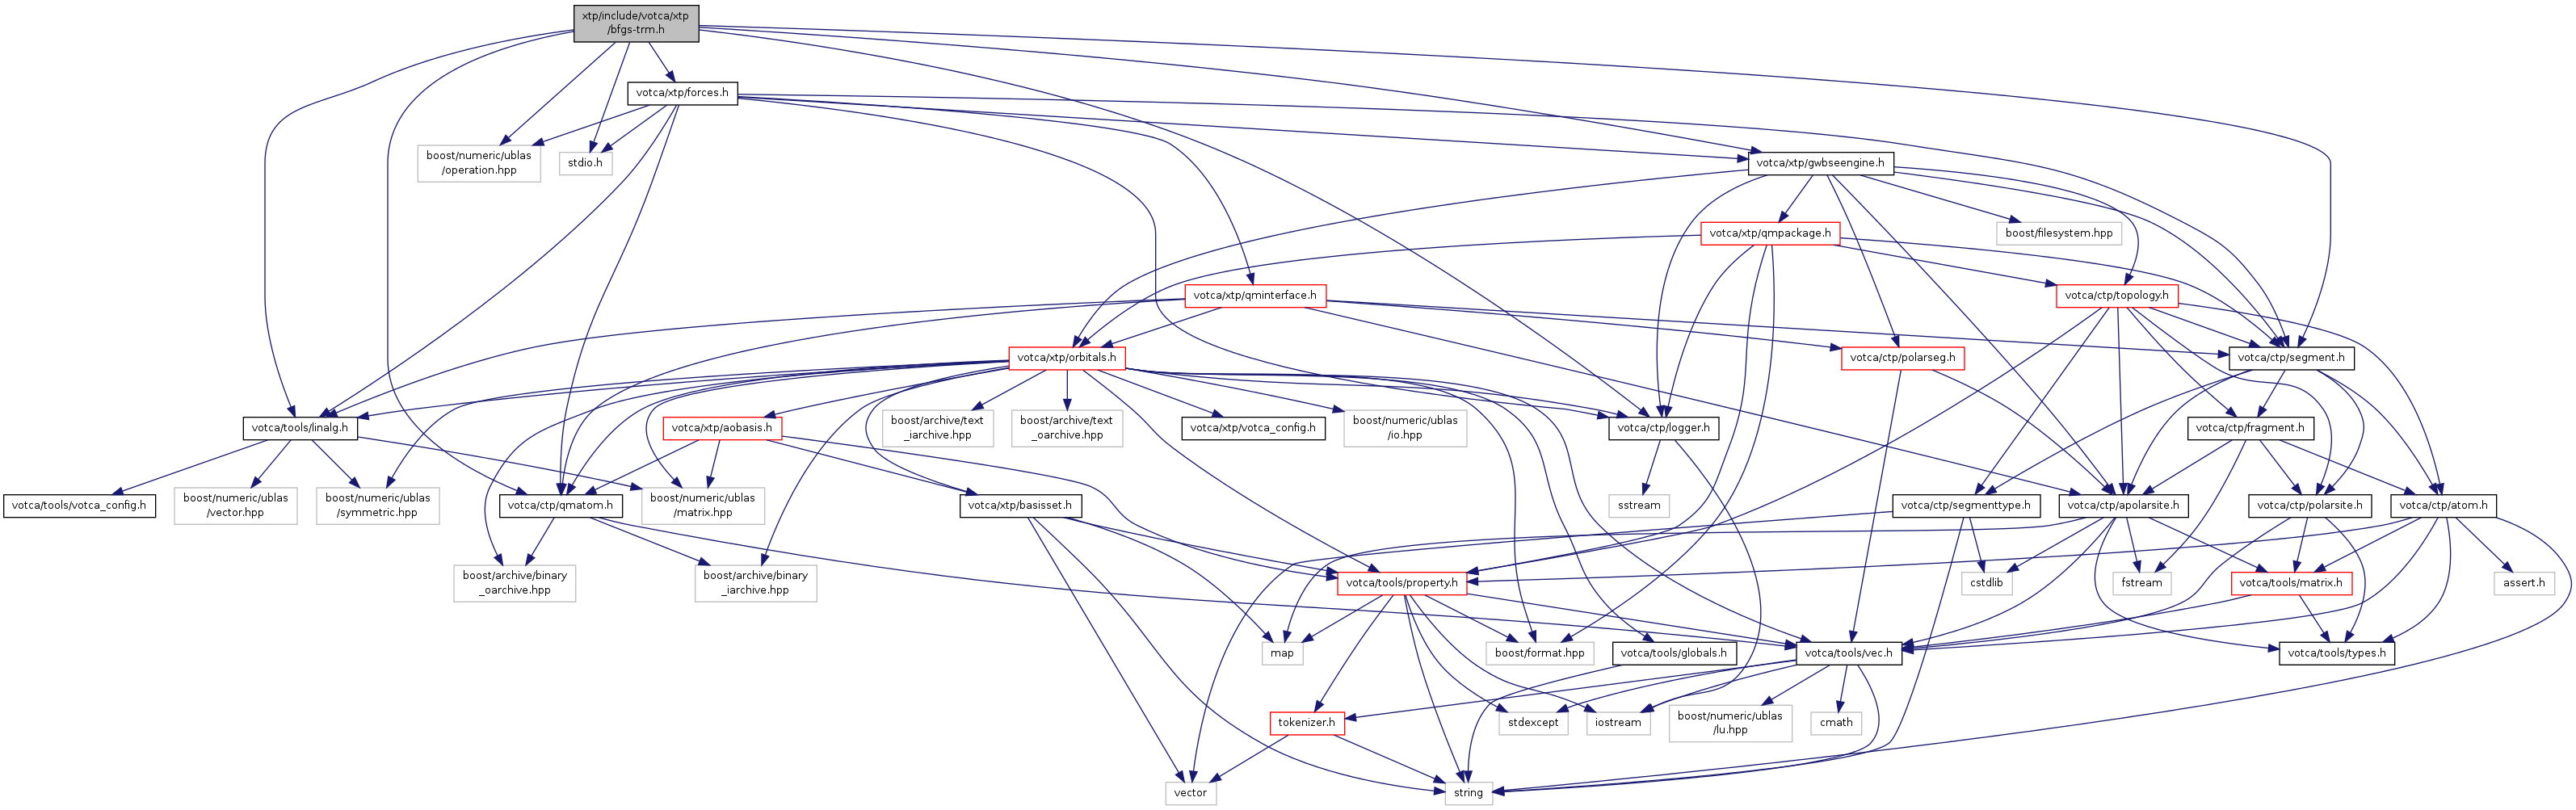 xtp/include/votca/xtp
/bfgs-trm.h
votca/xtp/forces.h
boost/numeric/ublas
/operation.hpp
stdio.h
votca/xtp/gwbseengine.h
votca/xtp/qmpackage.h
boost/filesystem.hpp
votca/xtp/qminterface.h
votca/ctp/topology.h
votca/xtp/orbitals.h
votca/ctp/polarseg.h
votca/ctp/segment.h
votca/tools/linalg.h
votca/xtp/aobasis.h
boost/archive/text
_iarchive.hpp
boost/archive/text
_oarchive.hpp
votca/xtp/votca_config.h
boost/numeric/ublas
/io.hpp
votca/ctp/logger.h
votca/ctp/fragment.h
votca/tools/votca_config.h
boost/numeric/ublas
/vector.hpp
boost/numeric/ublas
/symmetric.hpp
votca/ctp/qmatom.h
boost/numeric/ublas
/matrix.hpp
sstream
votca/xtp/basisset.h
votca/ctp/segmenttype.h
votca/ctp/apolarsite.h
votca/ctp/polarsite.h
votca/ctp/atom.h
boost/archive/binary
_oarchive.hpp
boost/archive/binary
_iarchive.hpp
votca/tools/property.h
cstdlib
fstream
votca/tools/matrix.h
assert.h
map
boost/format.hpp
votca/tools/globals.h
votca/tools/vec.h
votca/tools/types.h
tokenizer.h
stdexcept
iostream
boost/numeric/ublas
/lu.hpp
cmath
vector
string